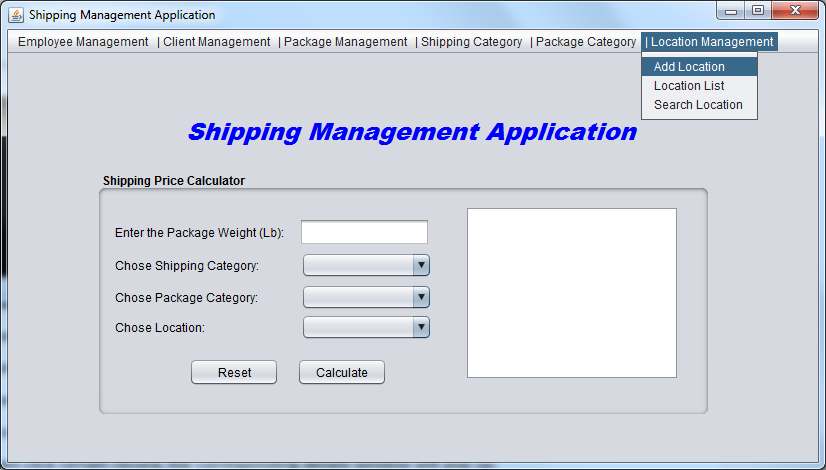 Shipping Management Application
Employee Management | Client Management | Package Management | Shipping Category | Package Category | Location Management
Add Location
Location List
Search Location
Shipping Management Application
Shipping Price Calculator
Enter the Package Weight (Lb):
Chose Shipping Category:
Chose Package Category:
Chose Location:
Reset Calculate